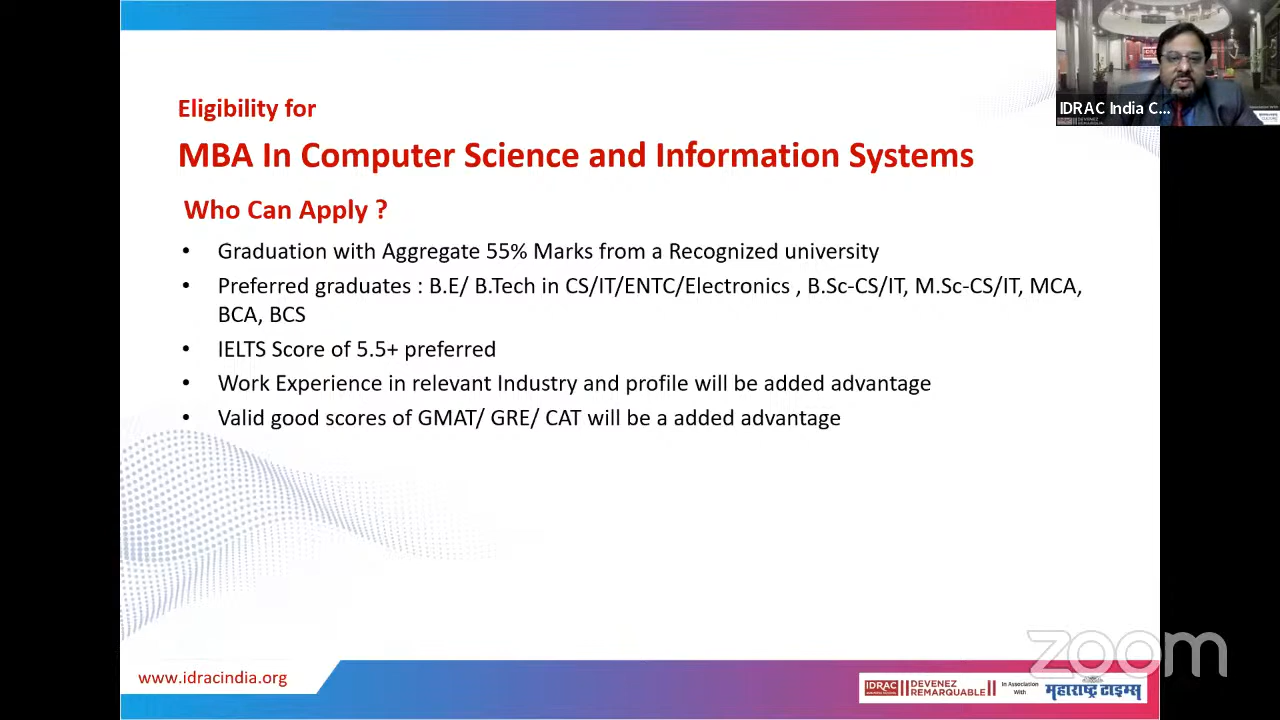 Eligibility for
MBA In Computer Science and Information Systems
Who Can Apply ?
• Graduation with Aggregate 55% Marks from a Recognized university
• Preferred graduates : B.E/ B.Tech in CS/IT/ENTC/Electronics , B.Sc-CS/IT, M.Sc-CS/IT, MCA,
BCA, BCS
• IELTS Score of 5.5+ preferred
• Work Experience in relevant Industry and profile will be added advantage
• Valid good scores of GMAT/ GRE/ CAT will be a added advantage
IDRAC India C...
DEVENEZ
zoom
www.idracindia.org
IDRAC
DEVENEZ
REMARQUABLE
In Association
With
महाराष्ट्र टाइम्स